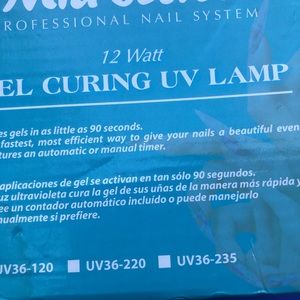 PROFESSIONAL NAIL SYSTEM
12 Watt
EL CURING UV LAMP
es gels in as little as 90 seconds.
fastest, most efficient way to give your nails a beautiful even
tures an automatic or manual timer.
aplicaciones de gel se activan en tan sólo 90 segundos.
uz ultravioleta cura la gel de sus uñas de la manera más rápida y
ee un contador automático incluido o puede manejarlo
nualmente si prefiere.
UV36-120 UV36-220 UV36-235